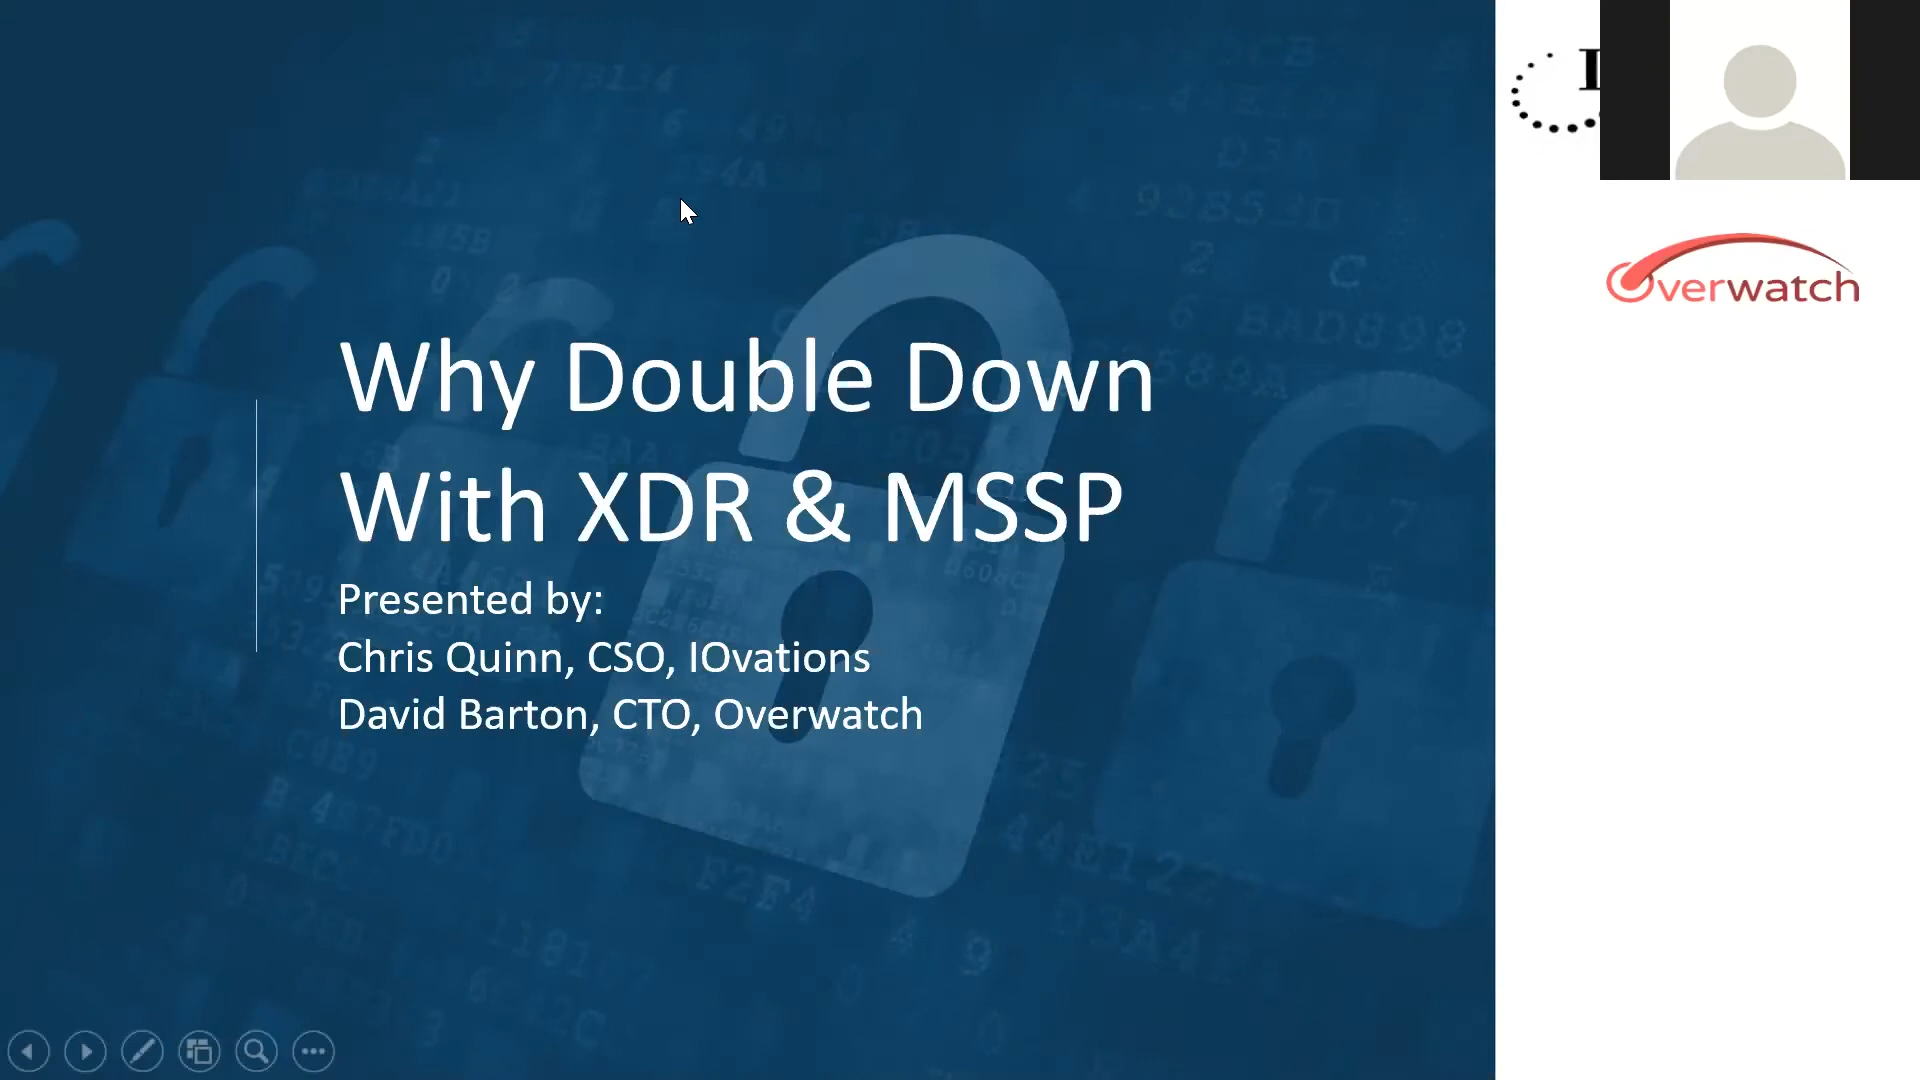 Why Double Down
With XDR & MSSP
Presented by:
Chris Quinn, CSO, IOvations
David Barton, CTO, Overwatch
Overwatch